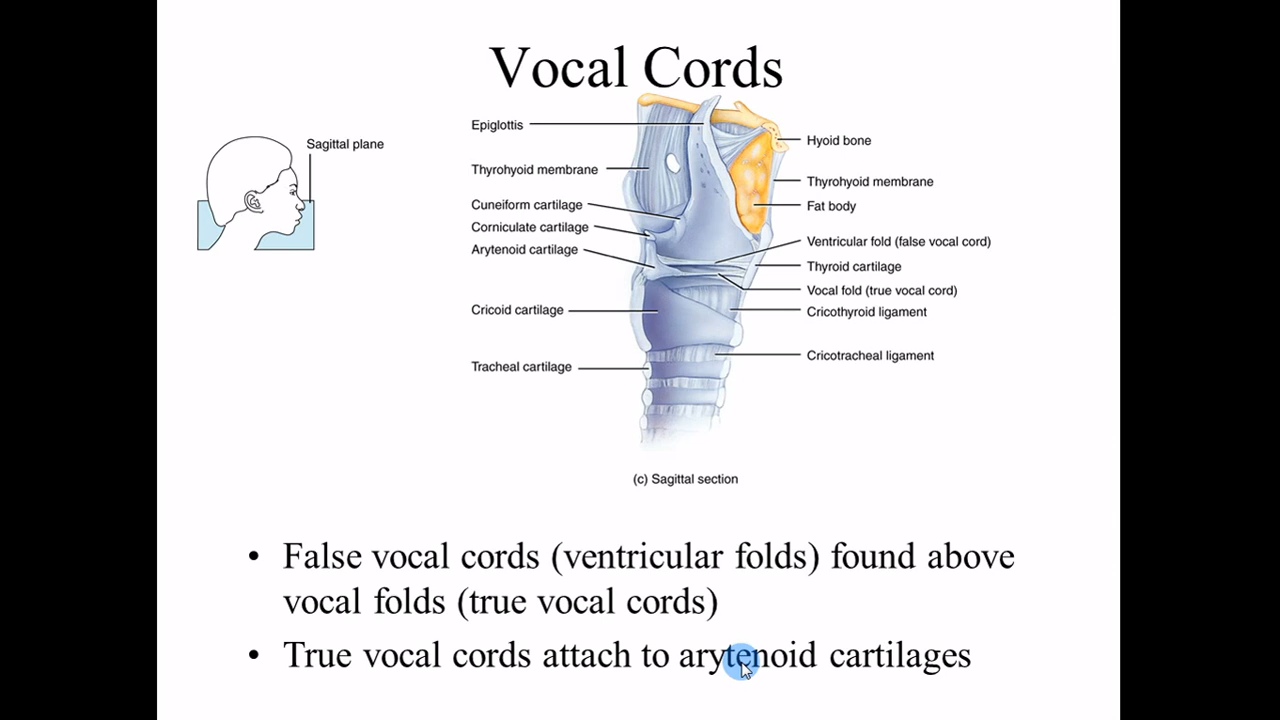 Vocal Cords
Sagittal plane
Epiglottis
Thyrohyoid membrane
Cuneiform cartilage
Corniculate cartilage
Arytenoid cartilage
Cricoid cartilage
Tracheal cartilage
Hyoid bone
Thyrohyoid membrane
Fat body
Ventricular fold (false vocal cord)
Thyroid cartilage
Vocal fold (true vocal cord)
Cricothyroid ligament
Cricotracheal ligament
(c) Sagittal section
• False vocal cords (ventricular folds) found above
vocal folds (true vocal cords)
• True vocal cords attach to arytenoid cartilages